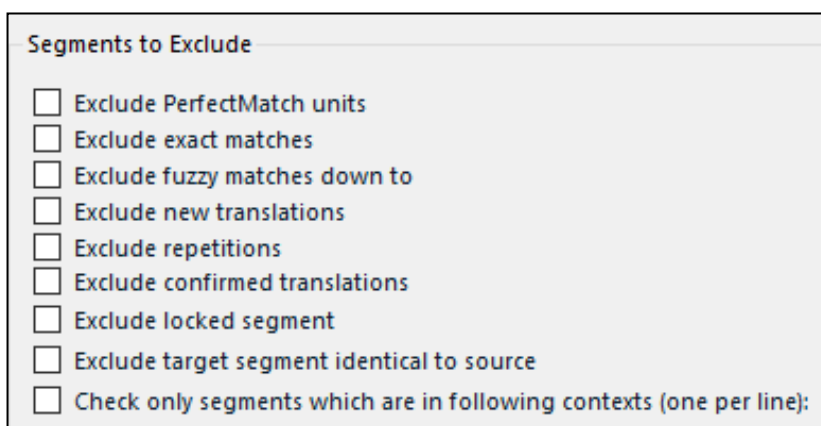 Segments to Exclude
Exclude PerfectMatch units
Exclude exact matches
Exclude fuzzy matches down to
Exclude new translations
Exclude repetitions
Exclude confirmed translations
Exclude locked segment
Exclude target segment identical to source
Check only segments which are in following contexts (one per line):